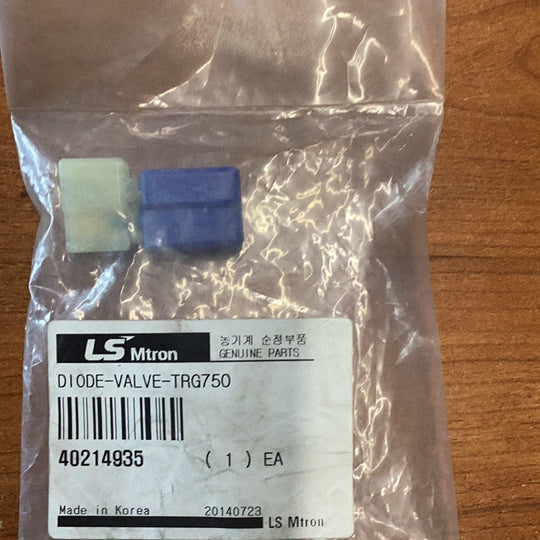 LS Mtron
농기계 순정부품
GENUINE PARTS
DIODE-VALVE-TRG750
40214935 ( 1 ) EA
Made in Korea 20140723
LS Mtron